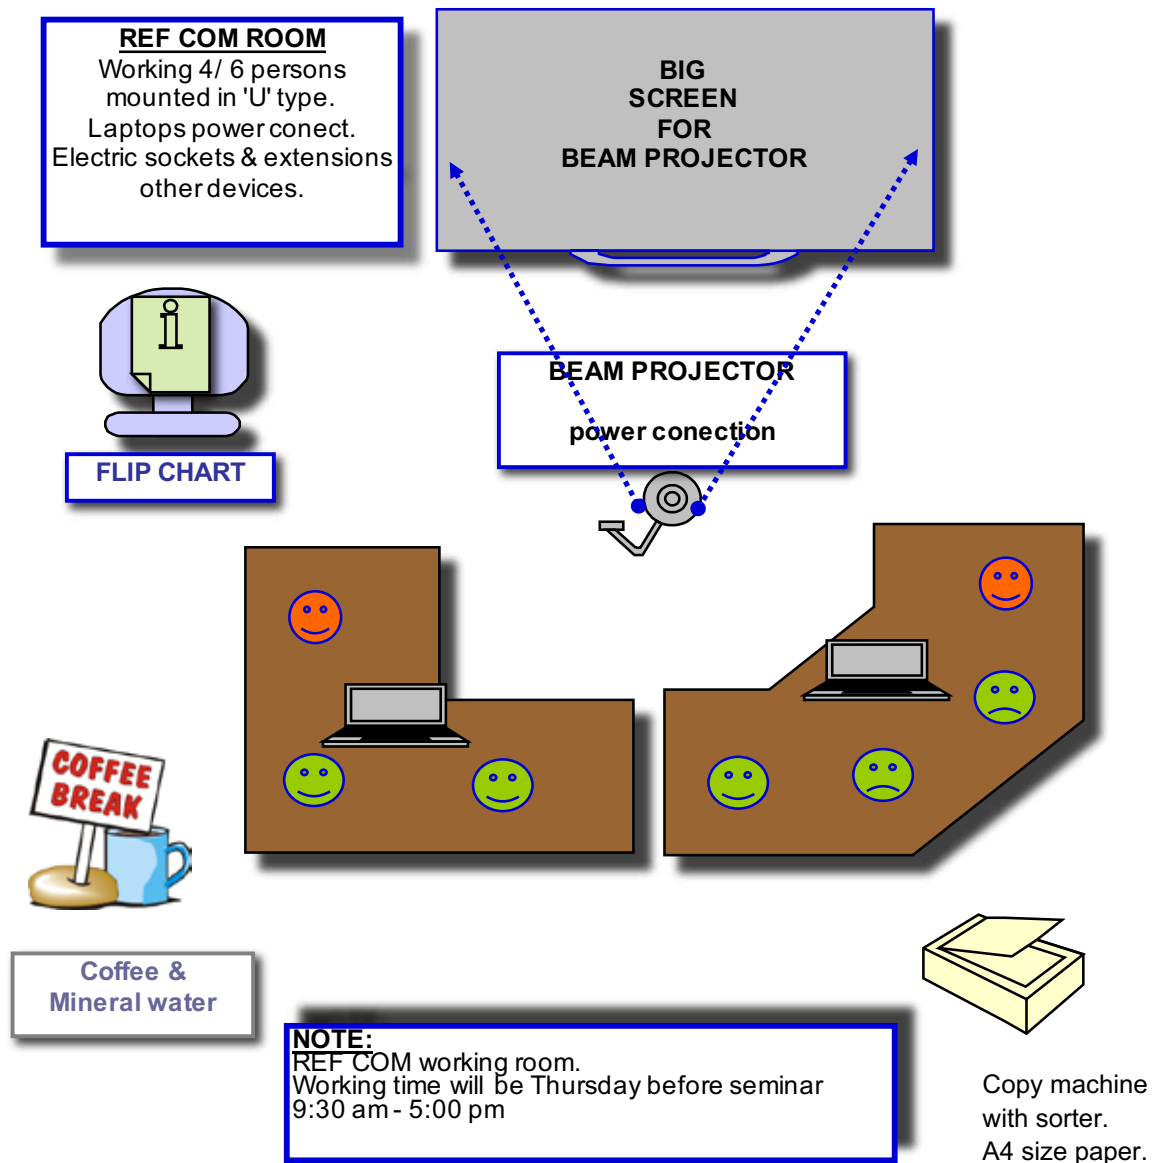 REF COM ROOM
Working 4/ 6 persons
mounted in 'U' type.
Laptops power conect.
Electric sockets & extensions
other devices.
BIG
SCREEN
FOR
BEAM PROJECTOR
BEAM PROJECTOR
power conection
FLIP CHART
COFFEE
BREAK
Coffee &
Mineral water
NOTE:
REF COM working room.
Working time will be Thursday before seminar
9:30 am - 5:00 pm
Copy machine
with sorter.
A4 size paper.